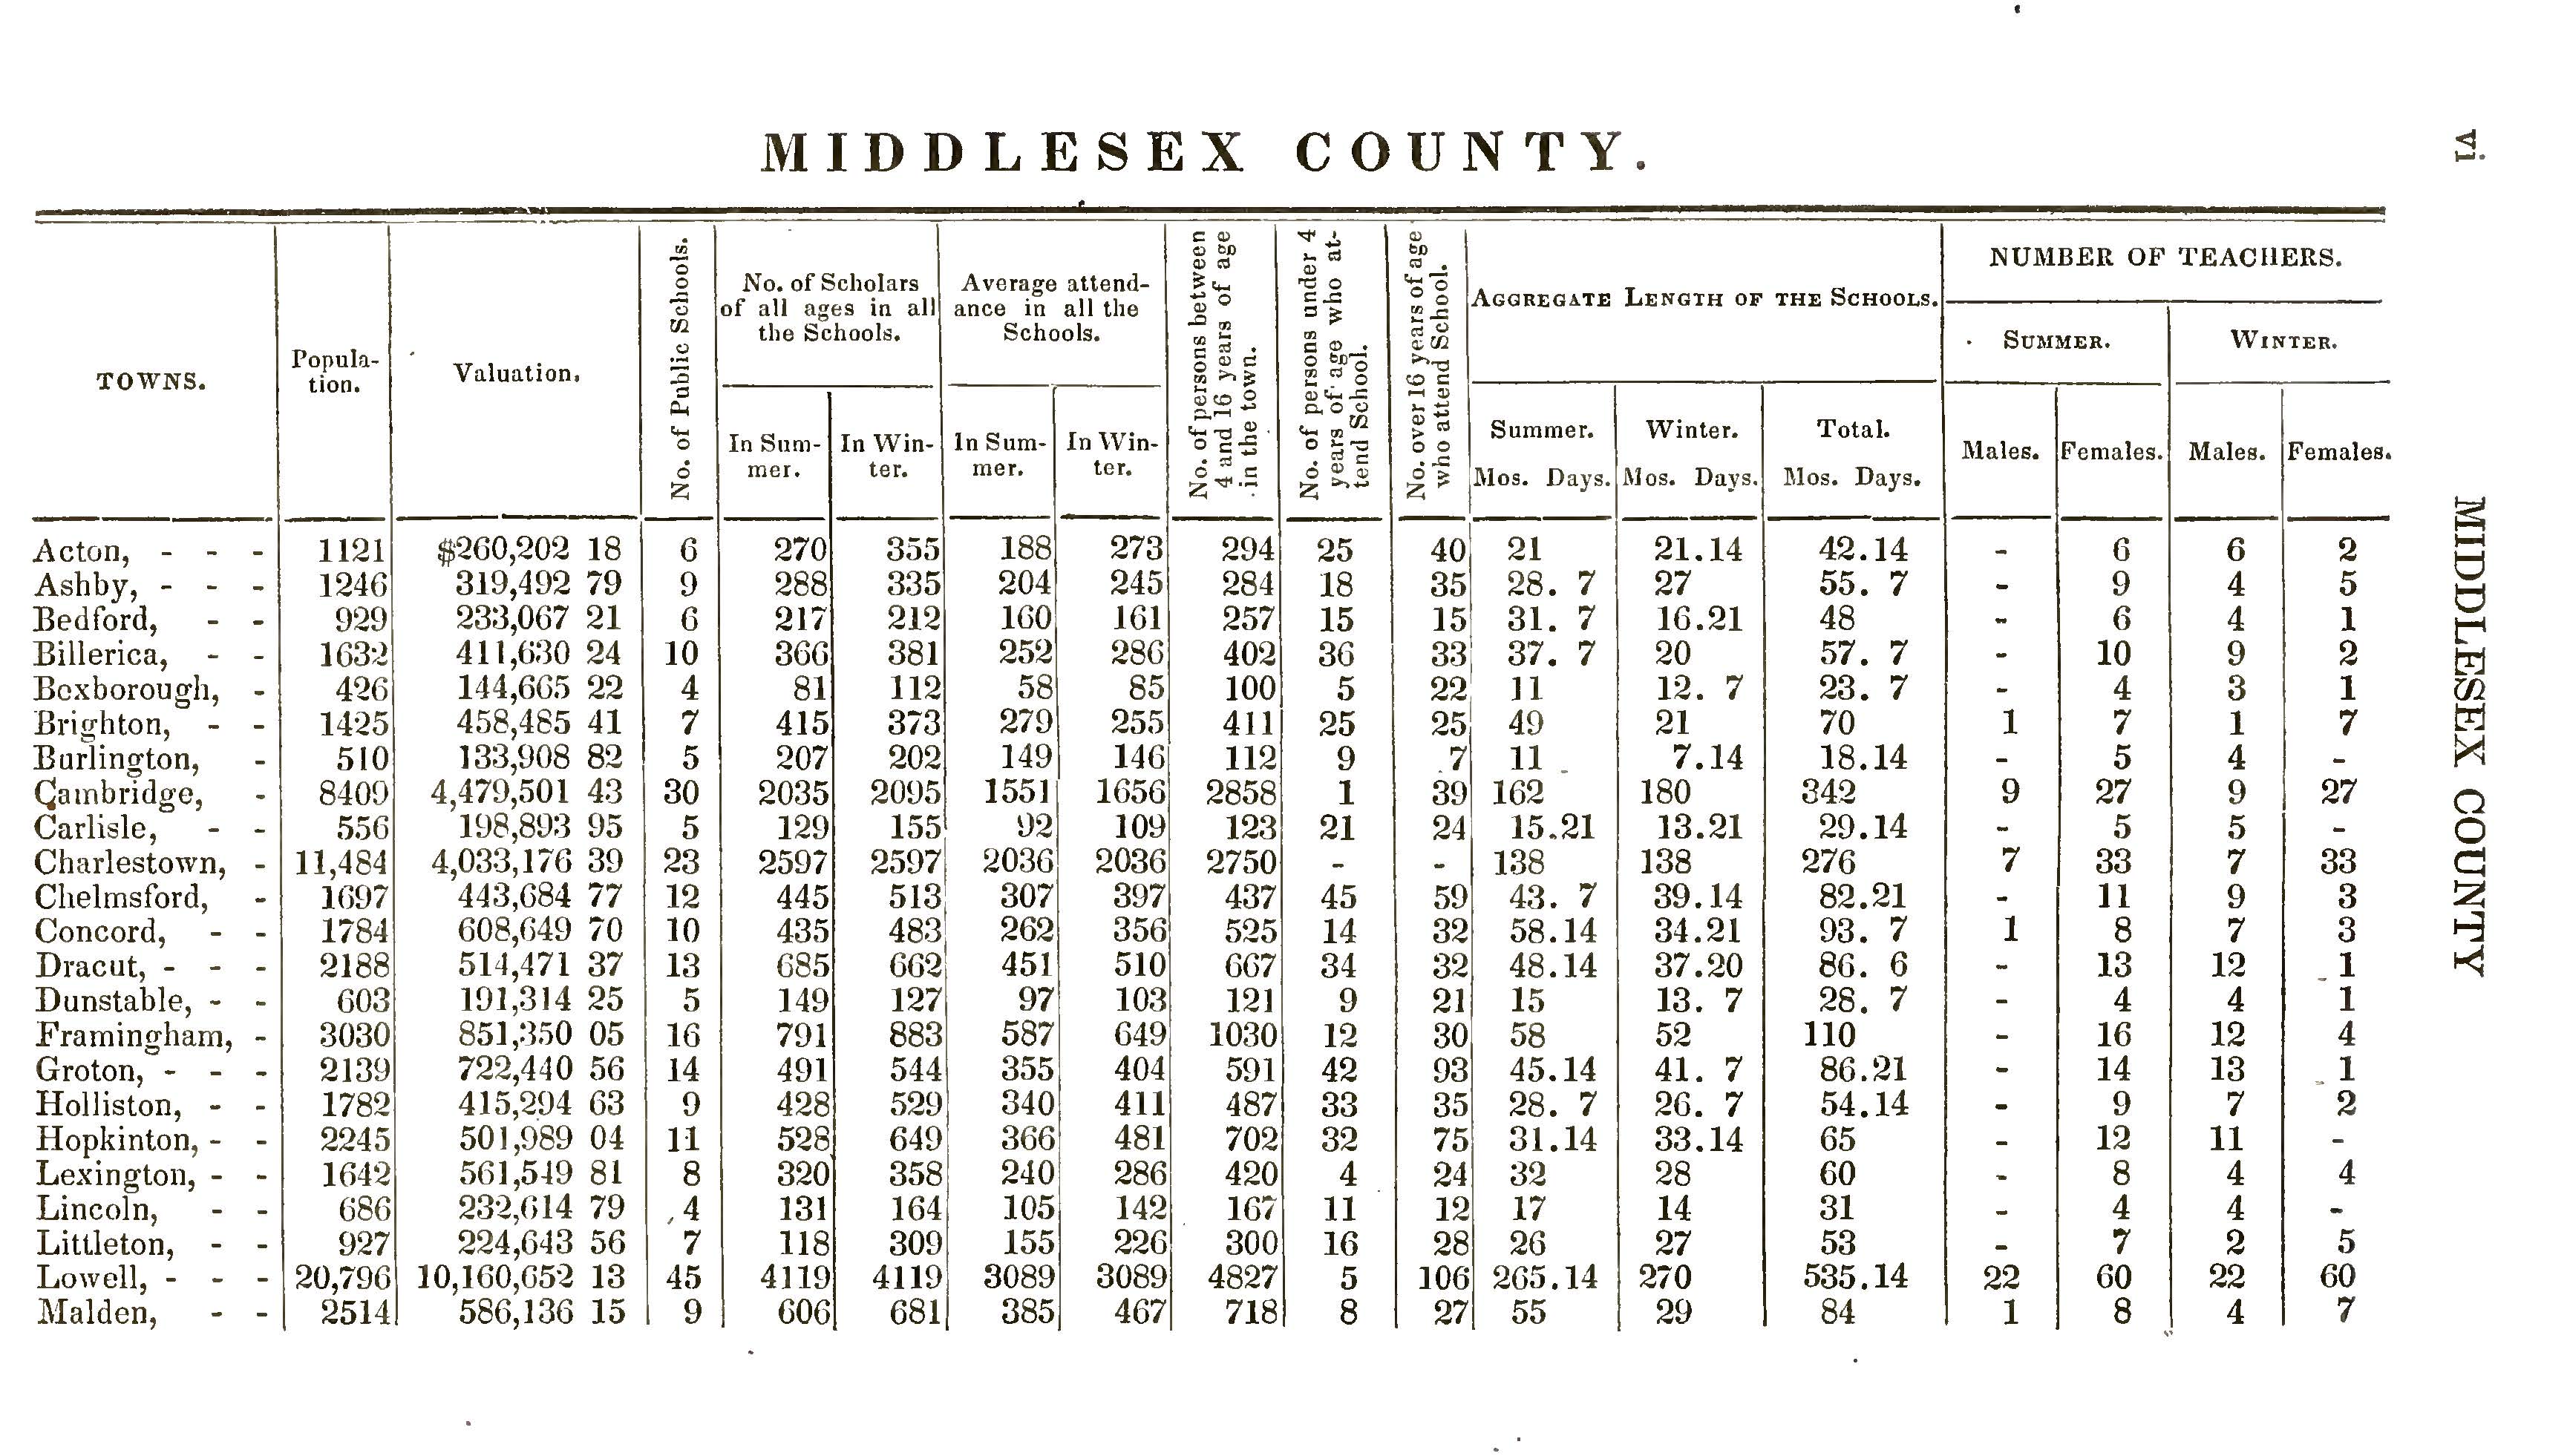 MIDDLESEX COUNTY.
vi
MIDDLESEX COUNTY
TOWNS.
Popula-
tion.
Valuation.
No. of Public Schools.
No. of Scholars
of all ages in all
the Schools.
In Sum-
mer.
In Win-
ter.
Average attend-
ance in all the
Schools.
In Sum-
mer.
In Win-
ter.
No. of persons between
4 and 16 years of age
in the town.
No. of persons under 4
years of age who at-
tend School.
No. over 16 years of age
who attend School.
AGGREGATE LENGTH OF THE SCHOOLS.
Summer. Winter. Total.
Mos. Days. Mos. Days. Mos. Days.
NUMBER OF TEACHERS.
SUMMER. WINTER.
Males. Females. Males. Females.
Acton, - - - 1121 $260,202 18 6 270 355 188 273 294 25 40 21 21.14 42.14 - 6 6 2
Ashby, - - - 1246 319,492 79 9 288 335 204 245 284 18 35 28. 7 27 55. 7 - 9 4 5
Bedford, - - 929 233,067 21 6 217 212 160 161 257 15 15 31. 7 16.21 48 - 6 4 1
Billerica, - - 1632 411,630 24 10 366 381 252 286 402 36 33 37. 7 20 57. 7 - 10 9 2
Boxborough, - 426 144,665 22 4 81 112 58 85 100 5 22 11 12. 7 23. 7 - 4 3 1
Brighton, - - 1425 458,485 41 7 415 373 279 255 411 25 25 49 21 70 1 7 1 7
Burlington, - 510 133,908 82 5 207 202 149 146 112 9 7 11 7.14 18.14 - 5 4 -
Cambridge, - 8409 4,479,501 43 30 2035 2095 1551 1656 2858 1 39 162 180 342 9 27 9 27
Carlisle, - - 556 198,893 95 5 129 155 92 109 123 21 24 15.21 13.21 29.14 - 5 5 -
Charlestown, - 11,484 4,033,176 39 23 2597 2597 2036 2036 2750 - - 138 138 276 7 33 7 33
Chelmsford, - 1697 443,684 77 12 445 513 307 397 437 45 59 43. 7 39.14 82.21 - 11 9 3
Concord, - - 1784 608,649 70 10 435 483 262 356 525 14 32 58.14 34.21 93. 7 1 8 7 3
Dracut, - - - 2188 514,471 37 13 685 662 451 510 667 34 32 48.14 37.20 86. 6 - 13 12 1
Dunstable, - - 603 191,314 25 5 149 127 97 103 121 9 21 15 13. 7 28. 7 - 4 4 1
Framingham, - 3030 851,350 05 16 791 883 587 649 1030 12 30 58 52 110 - 16 12 4
Groton, - - - 2139 722,440 56 14 491 544 355 404 591 42 93 45.14 41. 7 86.21 - 14 13 1
Holliston, - - 1782 415,294 63 9 428 529 340 411 487 33 35 28. 7 26. 7 54.14 - 9 7 2
Hopkinton, - - 2245 501,989 04 11 528 649 366 481 702 32 75 31.14 33.14 65 - 12 11 -
Lexington, - - 1642 561,549 81 8 320 358 240 286 420 4 24 32 28 60 - 8 4 4
Lincoln, - - 686 232,614 79 4 131 164 105 142 167 11 12 17 14 31 - 4 4 -
Littleton, - - 927 224,643 56 7 118 309 155 226 300 16 28 26 27 53 - 7 2 5
Lowell, - - - 20,796 10,160,652 13 45 4119 4119 3089 3089 4827 5 106 265.14 270 535.14 22 60 22 60
Malden, - - 2514 586,136 15 9 606 681 385 467 718 8 27 55 29 84 1 8 4 7